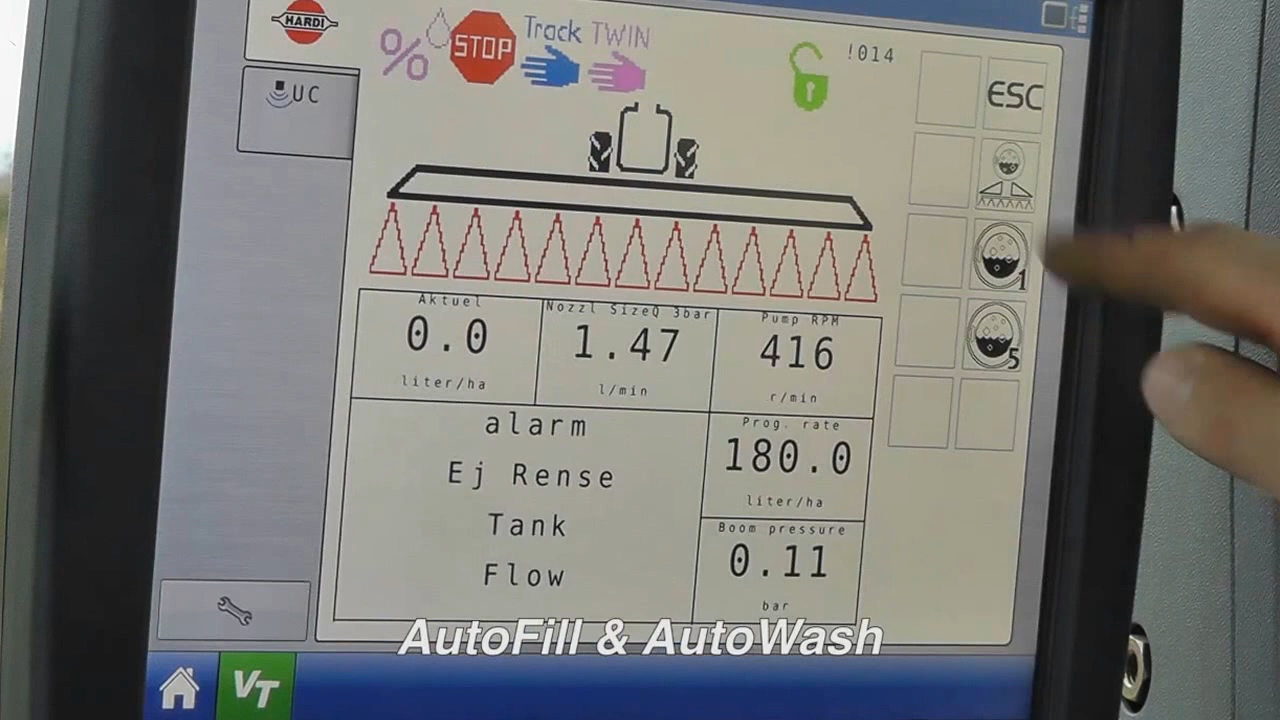 HARDI
UC
%
STOP
Track TWIN
!014
ESC
1
5
Aktuel
0.0
liter/ha
Nozzl SizeQ 3bar
1.47
l/min
Pump RPM
416
r/min
alarm
Ej Rense
Tank
Flow
Prog. rate
180.0
liter/ha
Boom pressure
0.11
bar
AutoFill & AutoWash
VT